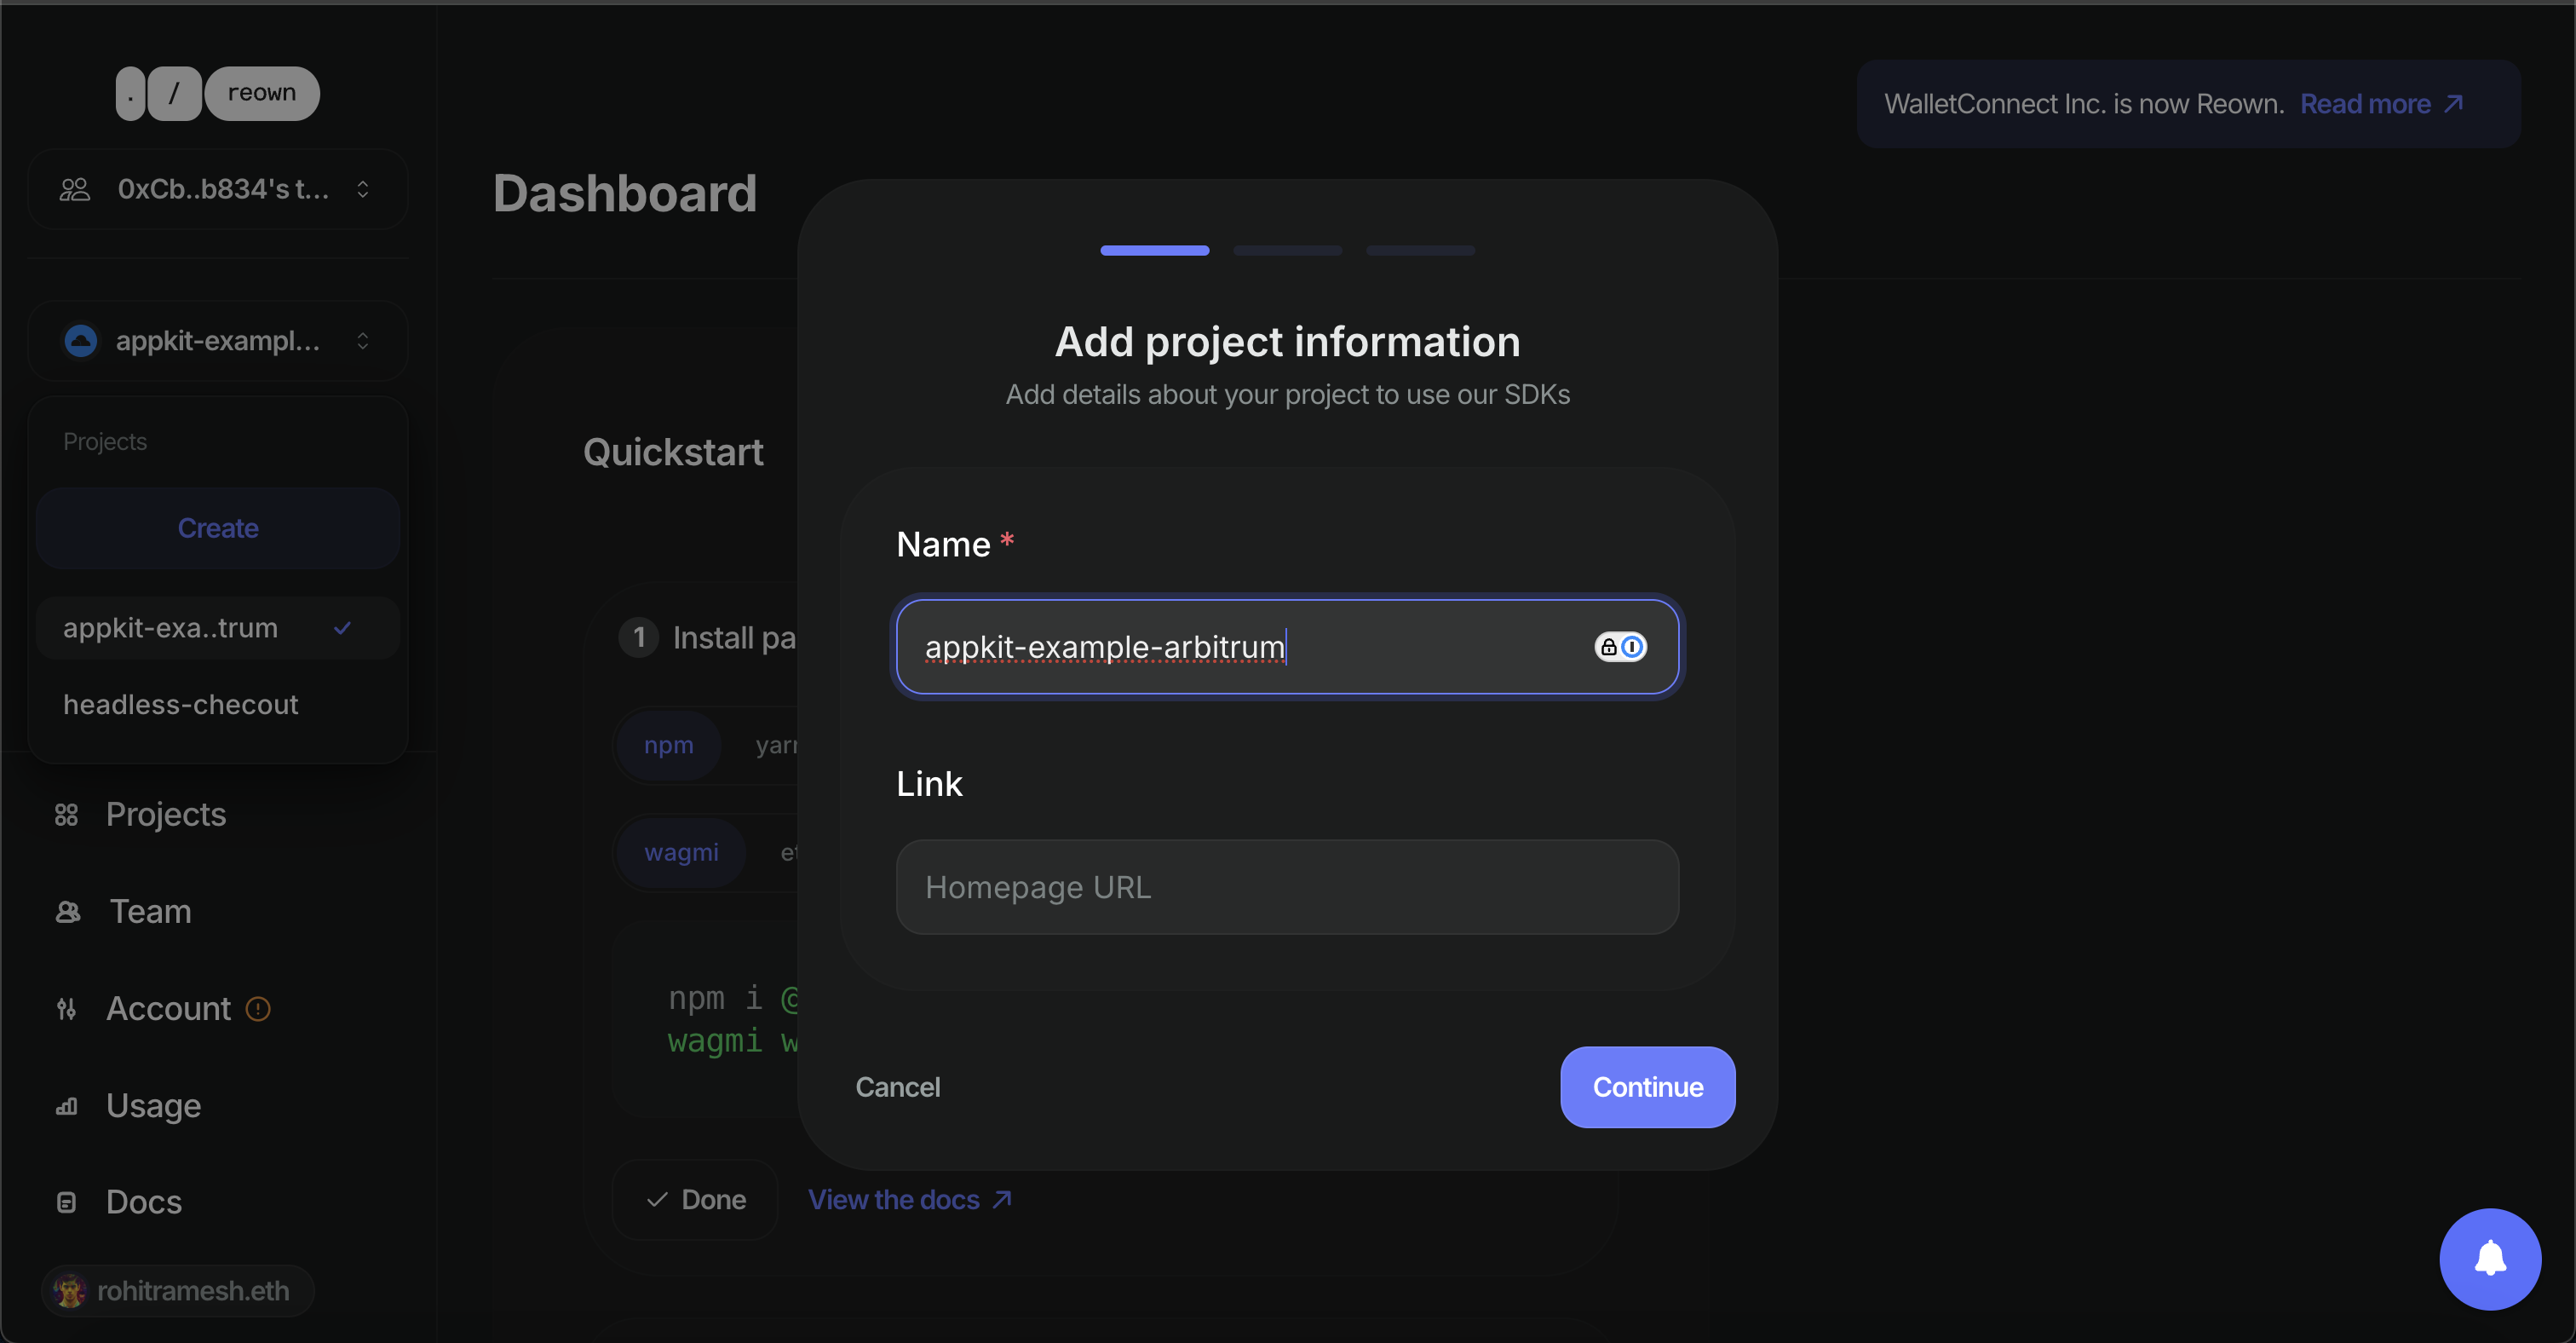 . / reown
0xCb..b834's t...
appkit-exampl...
Projects
Create
appkit-exa..trum
headless-checout
Projects
Team
Account
Usage
Docs
rohitramesh.eth
WalletConnect Inc. is now Reown. Read more
Dashboard
Quickstart
1 Install pa
npm
wagmi
npm i @
wagmi w
Done
View the docs
Add project information
Add details about your project to use our SDKs
Name *
appkit-example-arbitrum
Link
Homepage URL
Cancel
Continue